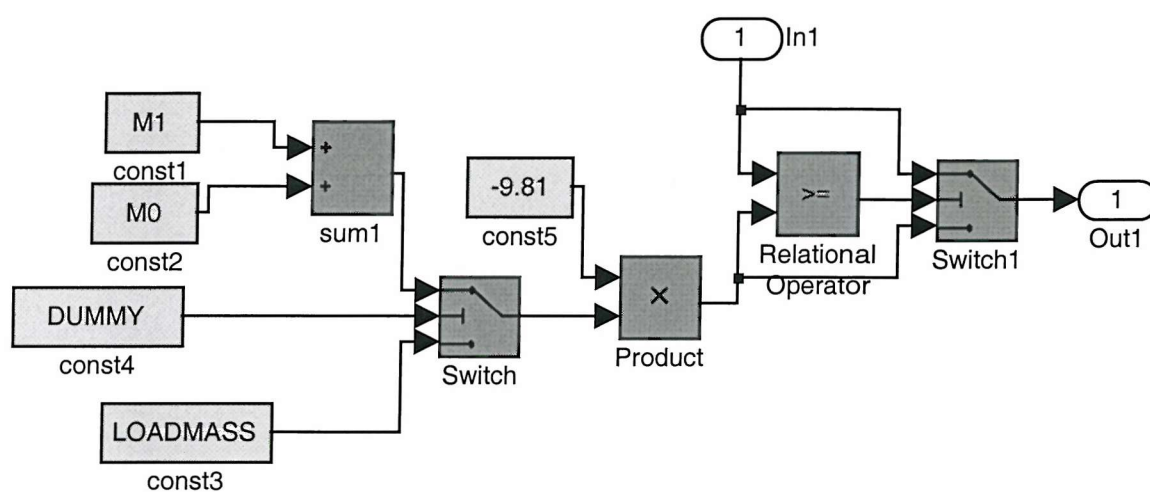 1
In1
M1
const1
+
+
sum1
M0
const2
-9.81
const5
>=
Relational
Operator
Switch1
1
Out1
DUMMY
const4
Switch
×
Product
LOADMASS
const3